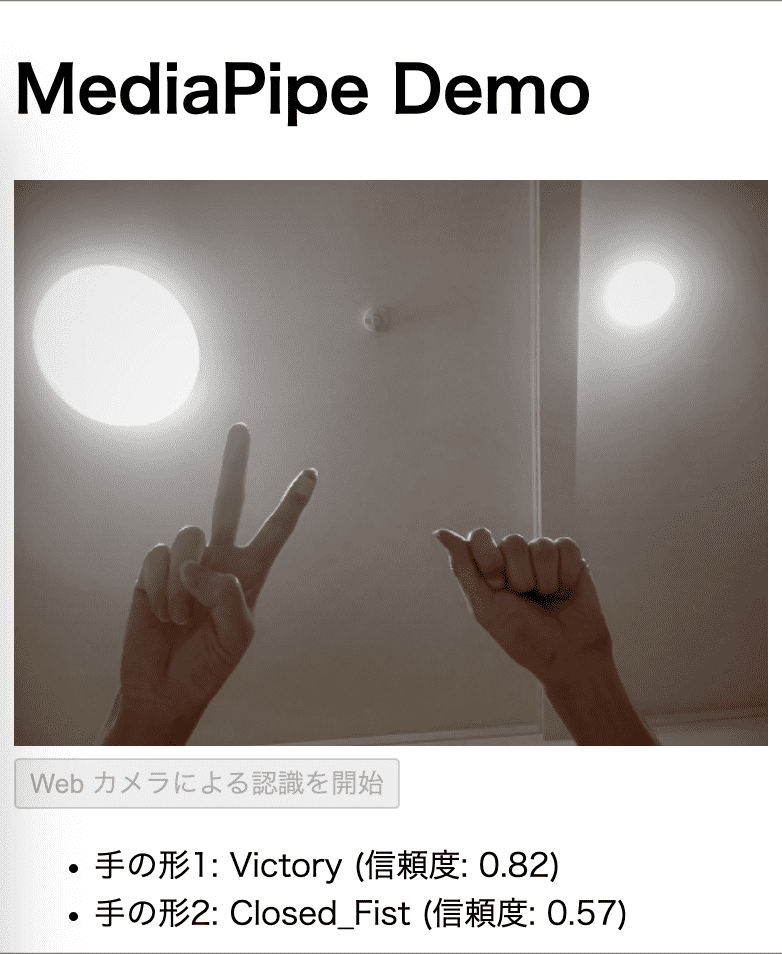 MediaPipe Demo
Web カメラによる認識を開始
• 手の形1: Victory (信頼度: 0.82)
• 手の形2: Closed_Fist (信頼度: 0.57)